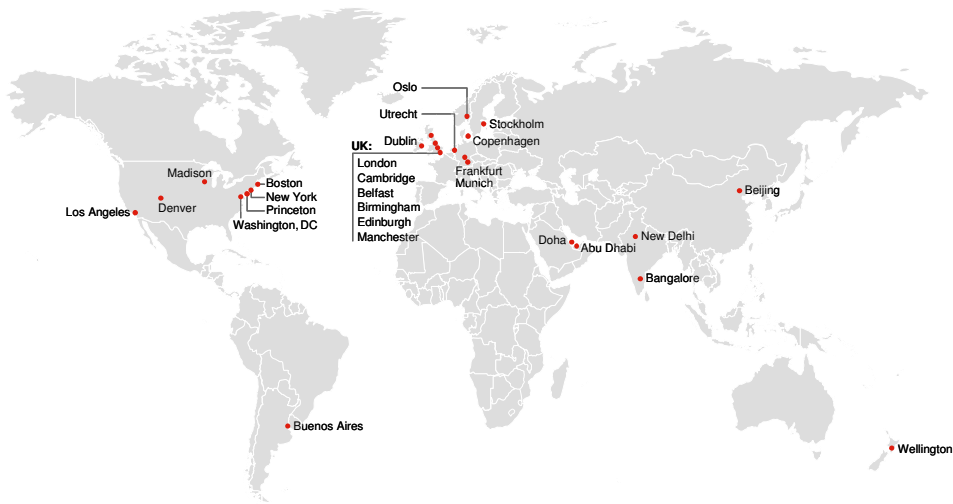 Oslo
Utrecht
Stockholm
Dublin
Copenhagen
UK:
London
Cambridge
Belfast
Birmingham
Edinburgh
Manchester
Frankfurt
Munich
Madison
Boston
New York
Princeton
Washington, DC
Denver
Los Angeles
Beijing
New Delhi
Doha
Abu Dhabi
Bangalore
Buenos Aires
Wellington